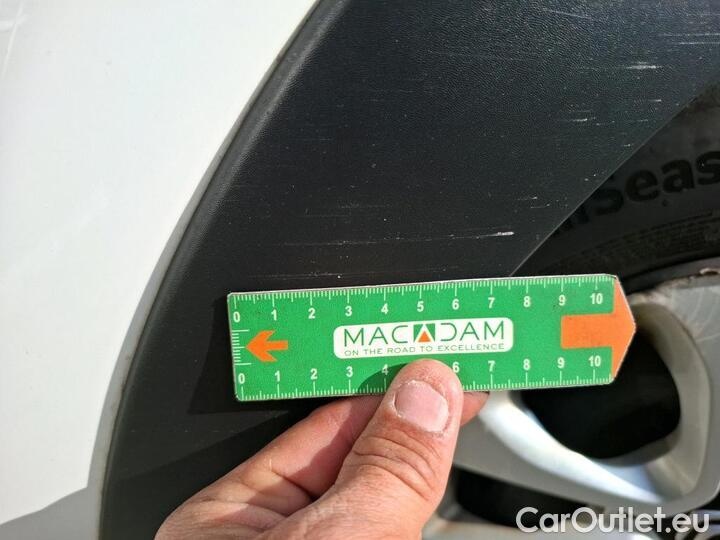 Seas
0 1 2 3 4 5 6 7 8 9 10
MACADAM
ON THE ROAD TO EXCELLENCE
0 1 2 3 4 6 7 8 9 10
CarOutlet.eu